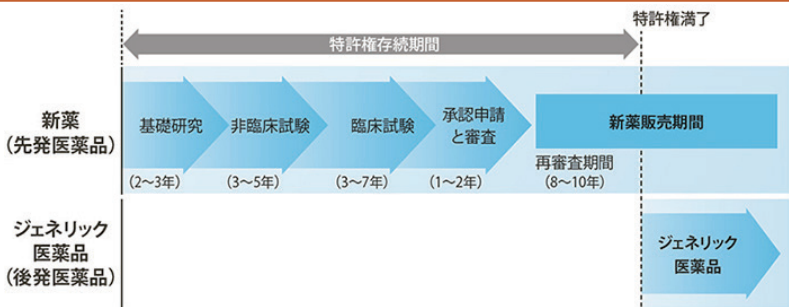 特許権満了
特許権存続期間
新薬
(先発医薬品)
基礎研究
非臨床試験
臨床試験
承認申請
と審査
新薬販売期間
(2〜3年)
(3〜5年)
(3〜7年)
(1〜2年)
再審査期間
(8〜10年)
ジェネリック
医薬品
(後発医薬品)
ジェネリック
医薬品